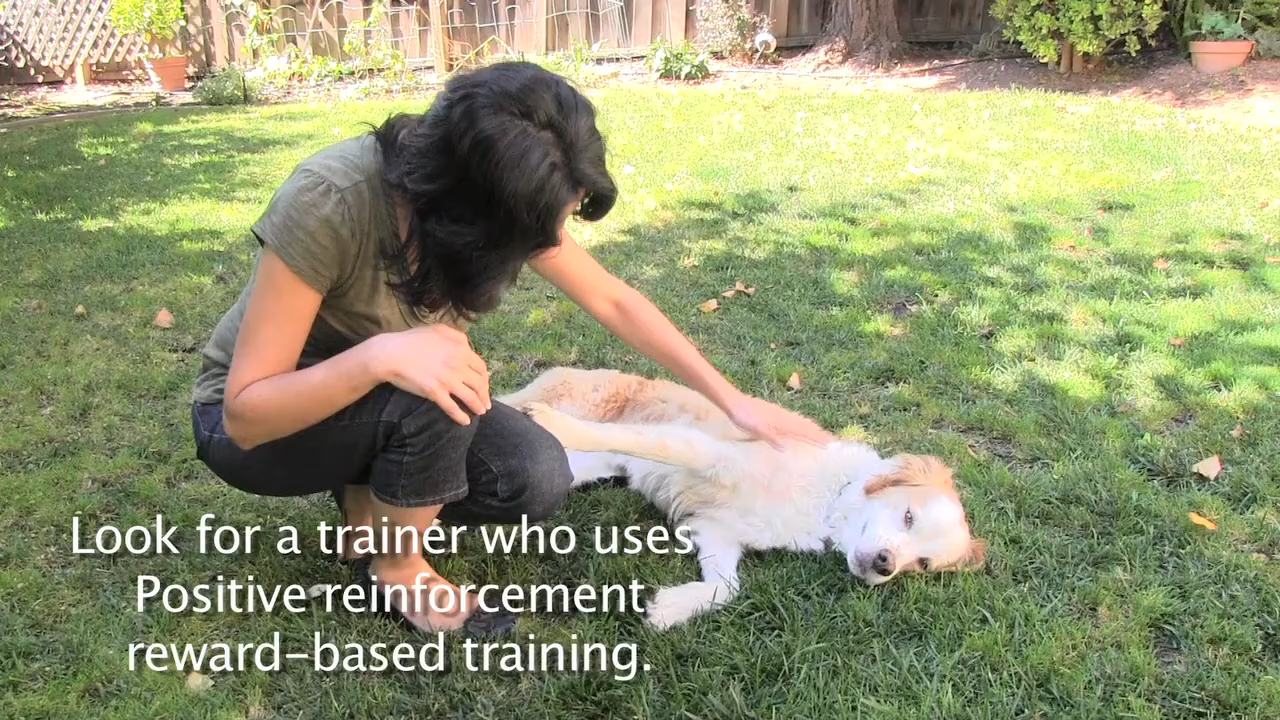 Look for a trainer who uses
Positive reinforcement
reward-based training.